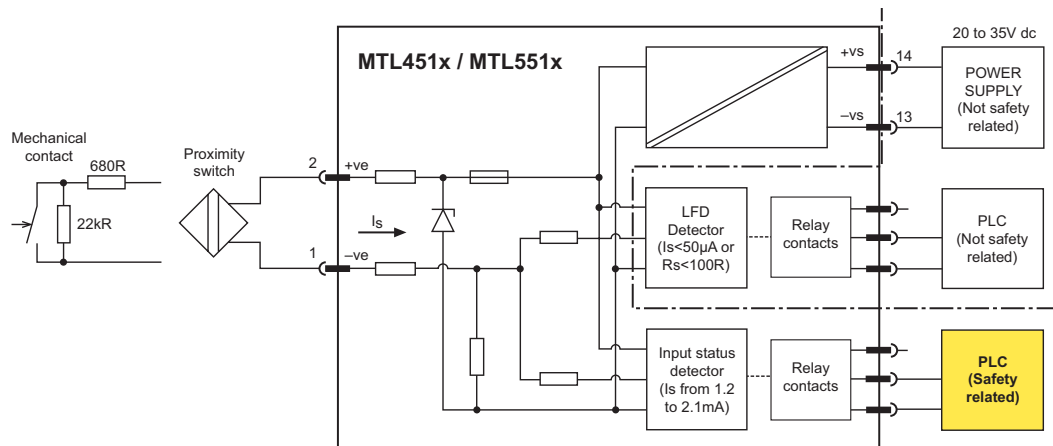 MTL451x / MTL551x
20 to 35V dc
+vs
14
–vs
13
POWER
SUPPLY
(Not safety
related)
Mechanical
contact
680R
22kR
Proximity
switch
2
+ve
Is
1
–ve
LFD
Detector
(Is<50µA or
Rs<100R)
Relay
contacts
PLC
(Not safety
related)
Input status
detector
(Is from 1.2
to 2.1mA)
Relay
contacts
PLC
(Safety
related)